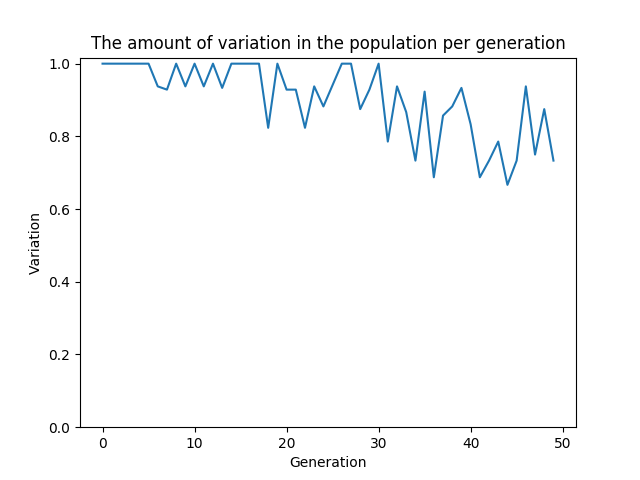 The amount of variation in the population per generation
1.0
0.8
0.6
0.4
0.2
0.0
Variation
0 10 20 30 40 50
Generation